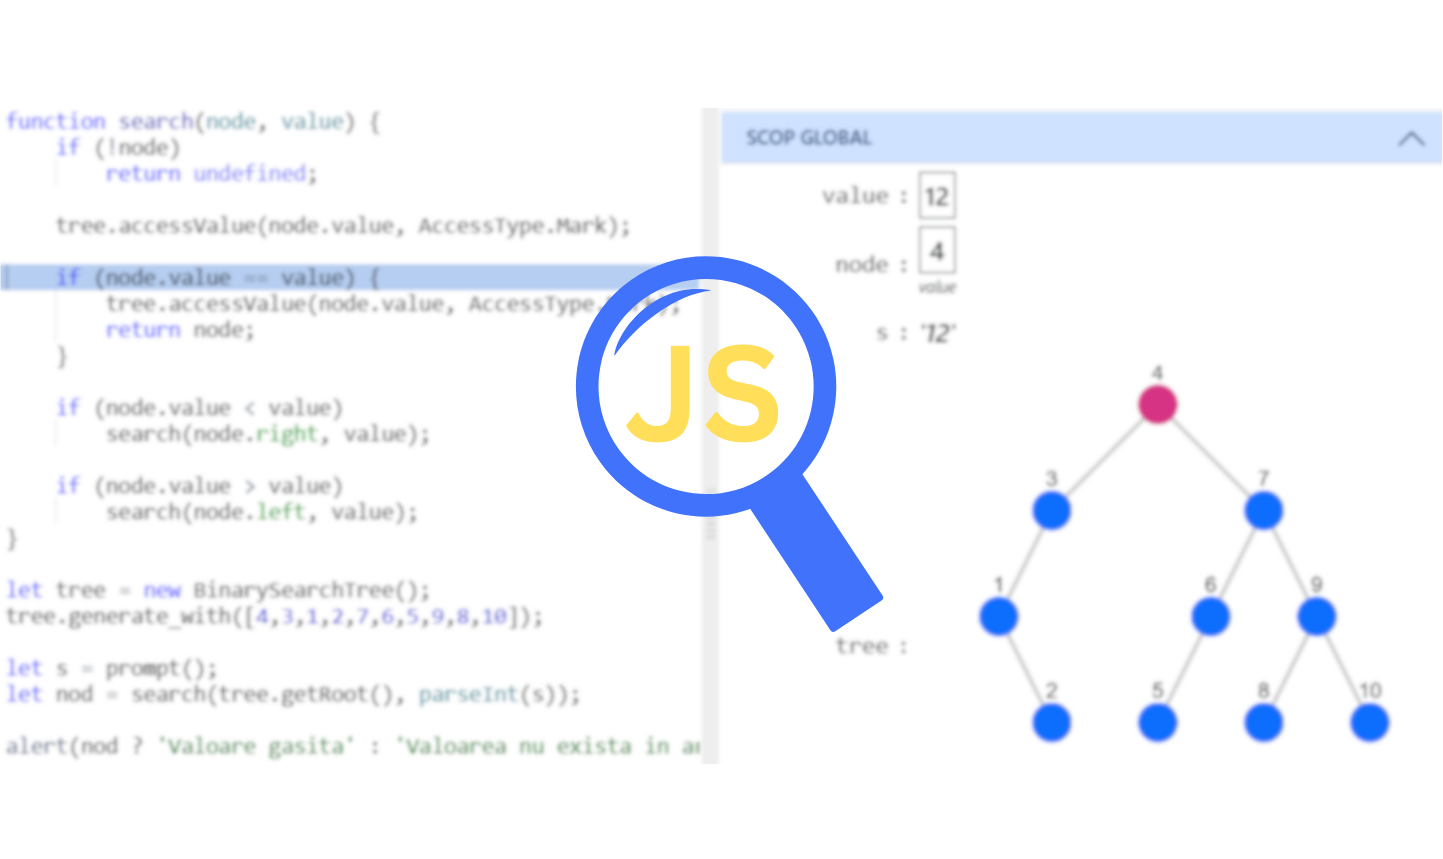 function search(node, value) {
if (!node)
return undefined;
tree.accessValue(node.value, AccessType.Mark);
if (node.value == value) {
tree.accessValue(node.value, AccessType.
return node;
}
if (node.value < value)
search(node.right, value);
if (node.value > value)
search(node.left, value);
}
let tree = new BinarySearchTree();
tree.generate_with([4,3,1,2,7,6,5,9,8,10]);
let s = prompt();
let nod = search(tree.getRoot(), parseInt(s));
alert(nod ? 'Valoare gasita' : 'Valoarea nu exista in
JS
SCOP GLOBAL
value : 12
node : 4
value
s : '12'
tree :
4
3 7
1 6 9
2 5 8 10